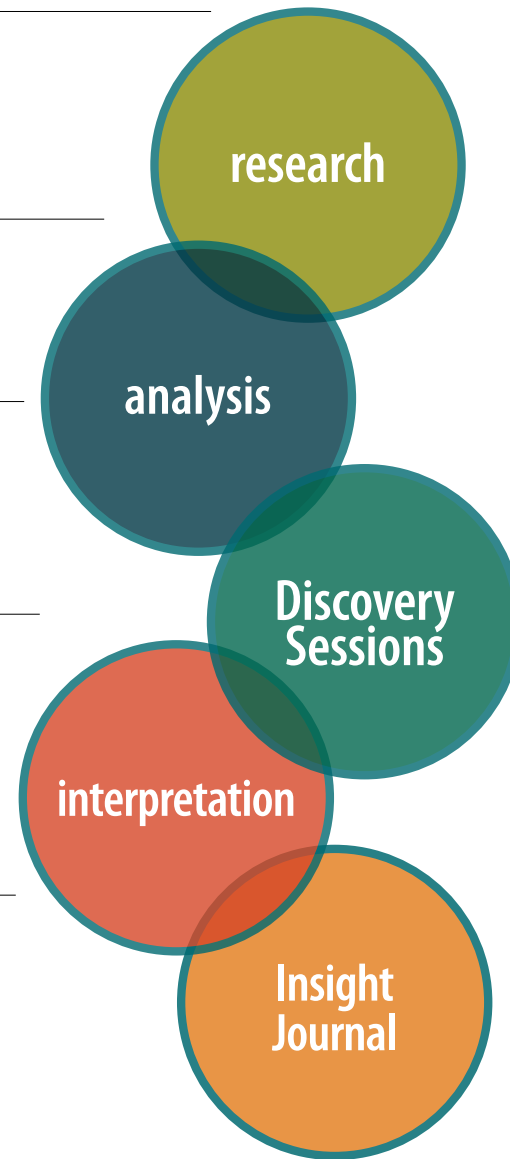 research
analysis
Discovery
Sessions
interpretation
Insight
Journal